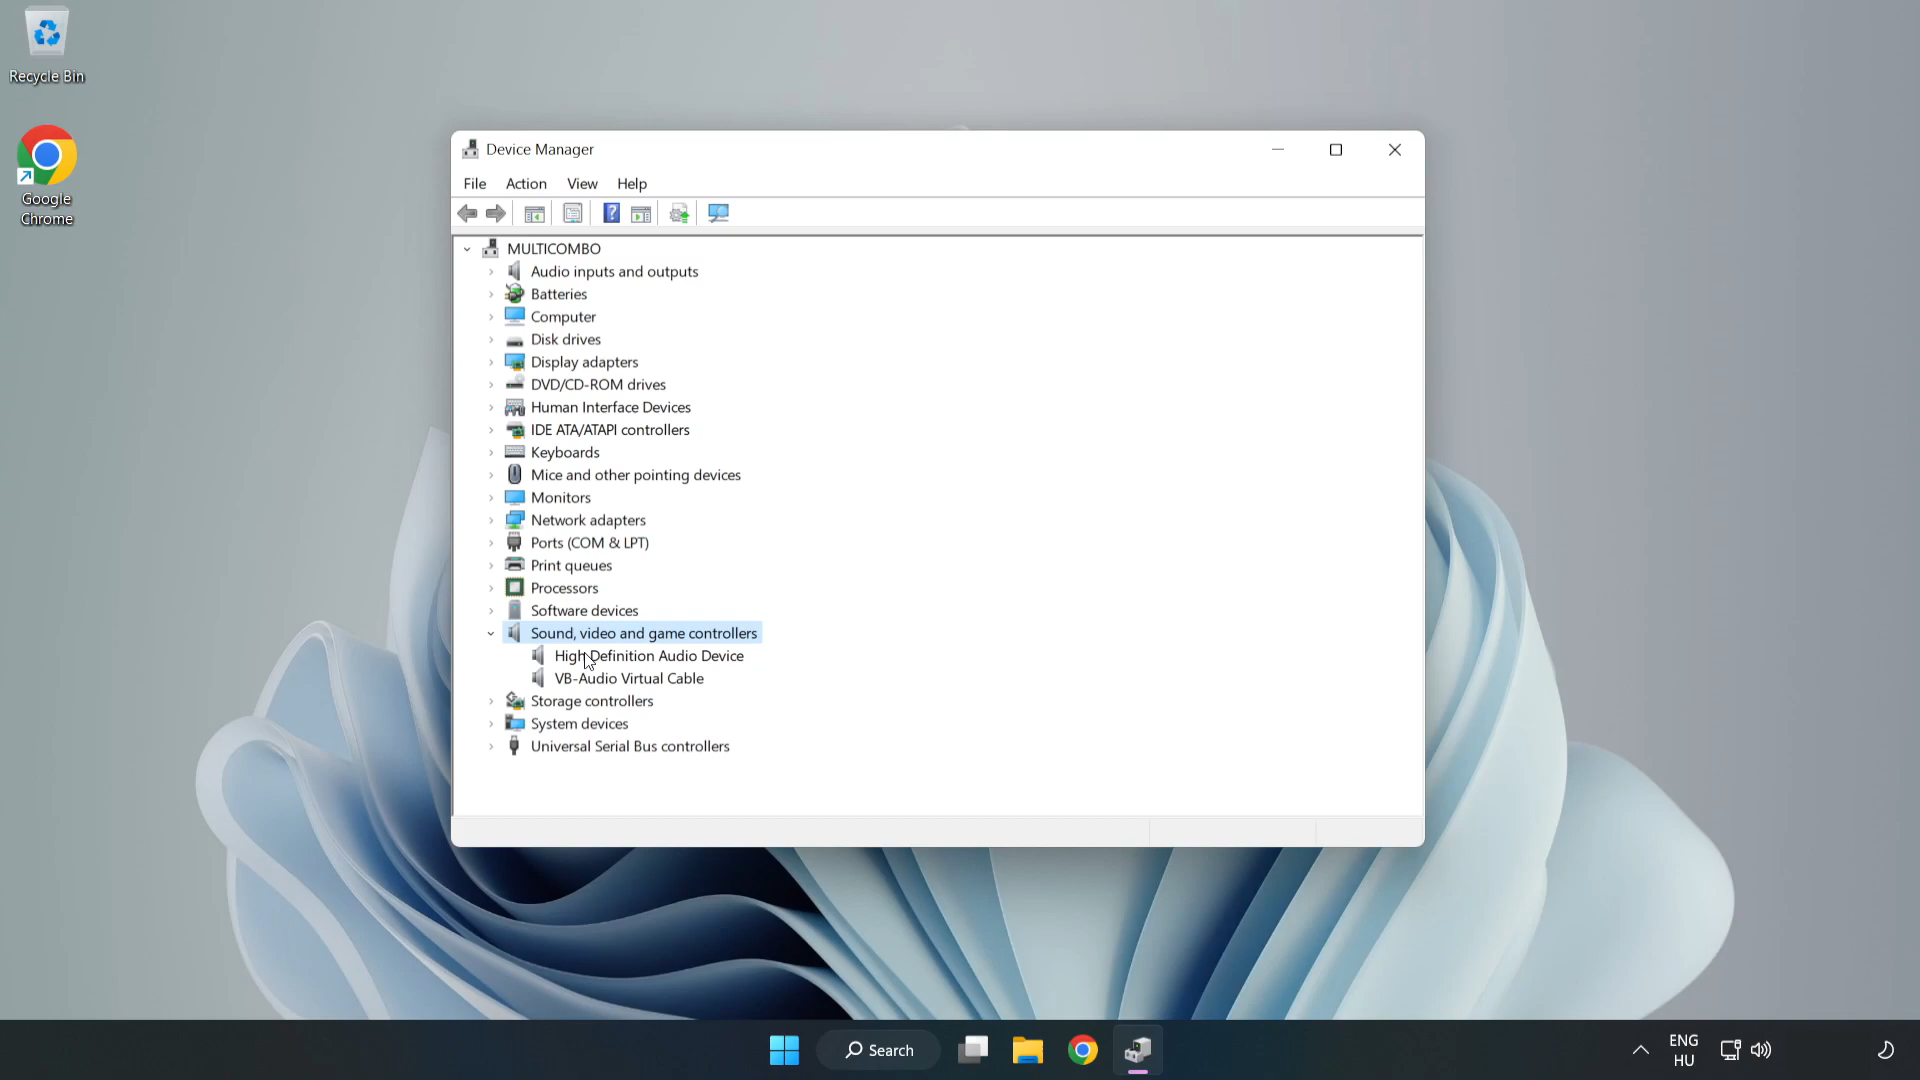 Recycle Bin
Google
Chrome
Device Manager
File Action View Help
MULTICOMBO
Audio inputs and outputs
Batteries
Computer
Disk drives
Display adapters
DVD/CD-ROM drives
Human Interface Devices
IDE ATA/ATAPI controllers
Keyboards
Mice and other pointing devices
Monitors
Network adapters
Ports (COM & LPT)
Print queues
Processors
Software devices
Sound, video and game controllers
High Definition Audio Device
VB-Audio Virtual Cable
Storage controllers
System devices
Universal Serial Bus controllers
Search
ENG
HU